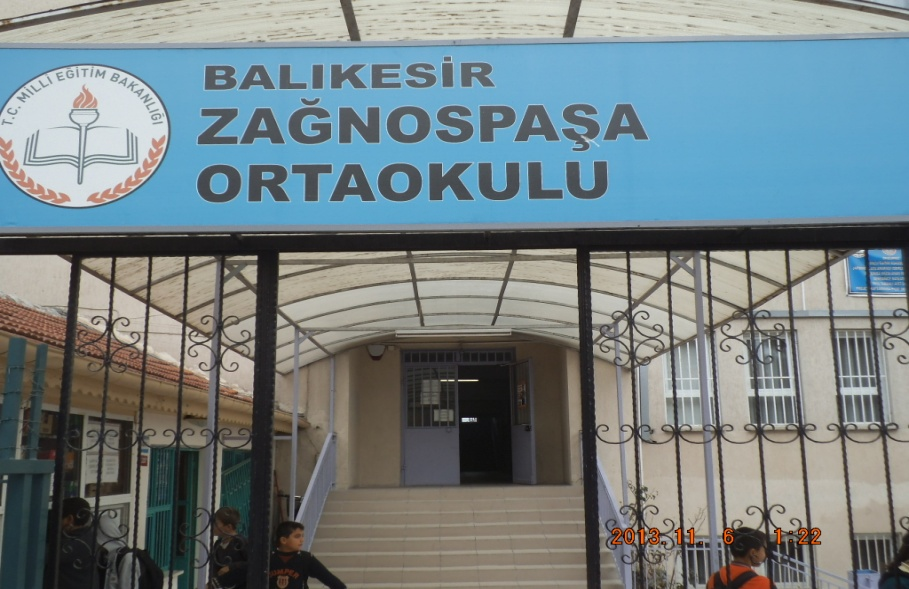 T.C. MİLLİ EĞİTİM BAKANLIĞI
BALIKESİR
ZAĞNOSPAŞA
ORTAOKULU
2013.11. 6 1:22